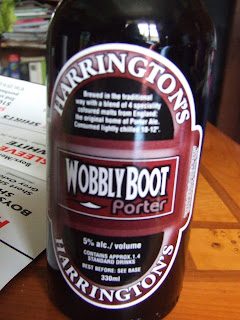 HARRINGTON'S
Brewed in the traditional
way with a blend of 4 speciality
coloured malts from England;
the original home of Porter Ale.
Consumed lightly chilled 10-12°.
WOBBLY BOOT
Porter
5% alc./volume
CONTAINS APPROX 1.4
STANDARD DRINKS
BEST BEFORE: SEE BASE
330ml
HARRINGTON'S